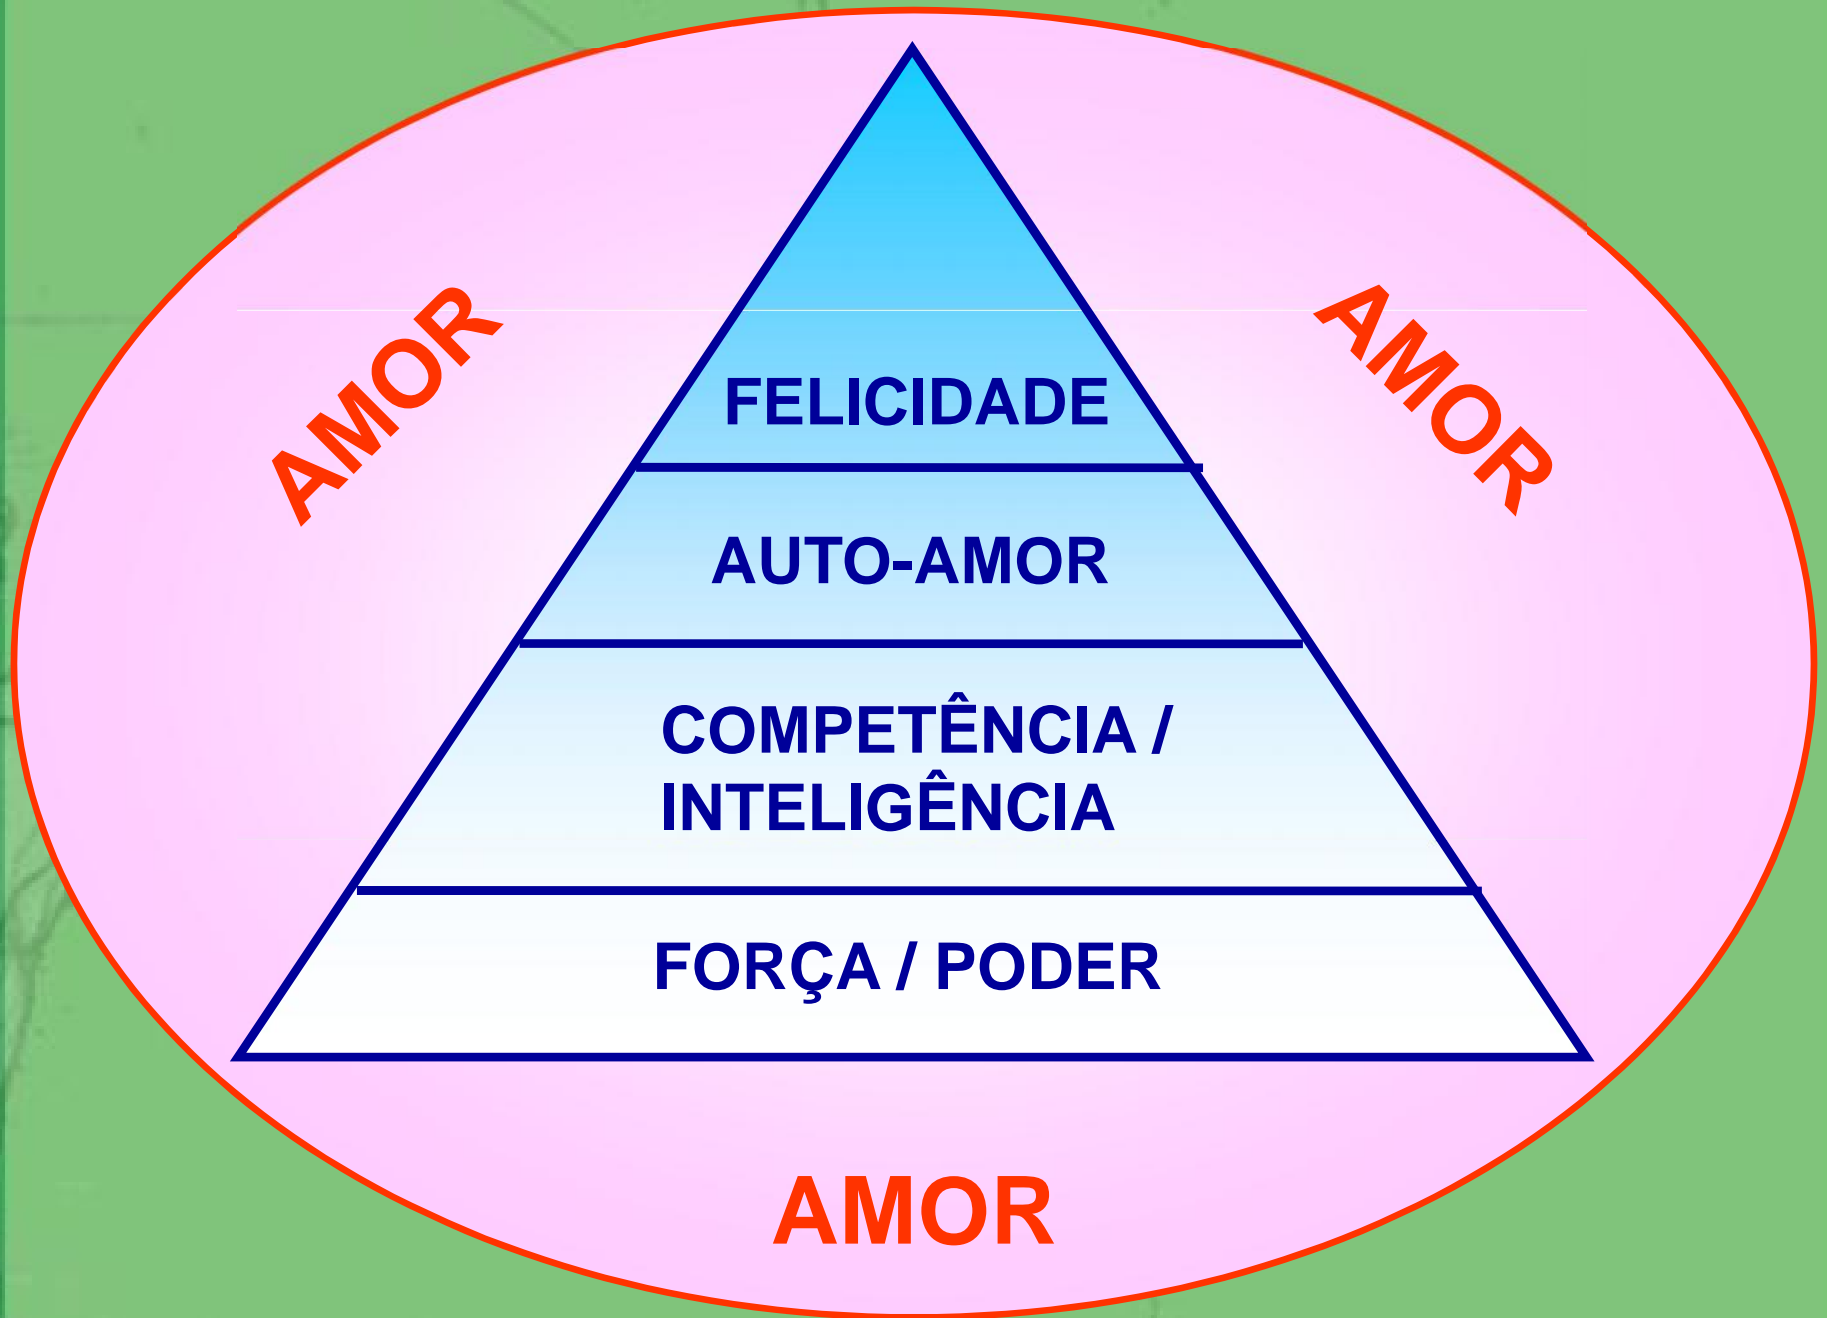 AMOR
AMOR
FELICIDADE
AUTO-AMOR
COMPETÊNCIA /
INTELIGÊNCIA
FORÇA / PODER
AMOR